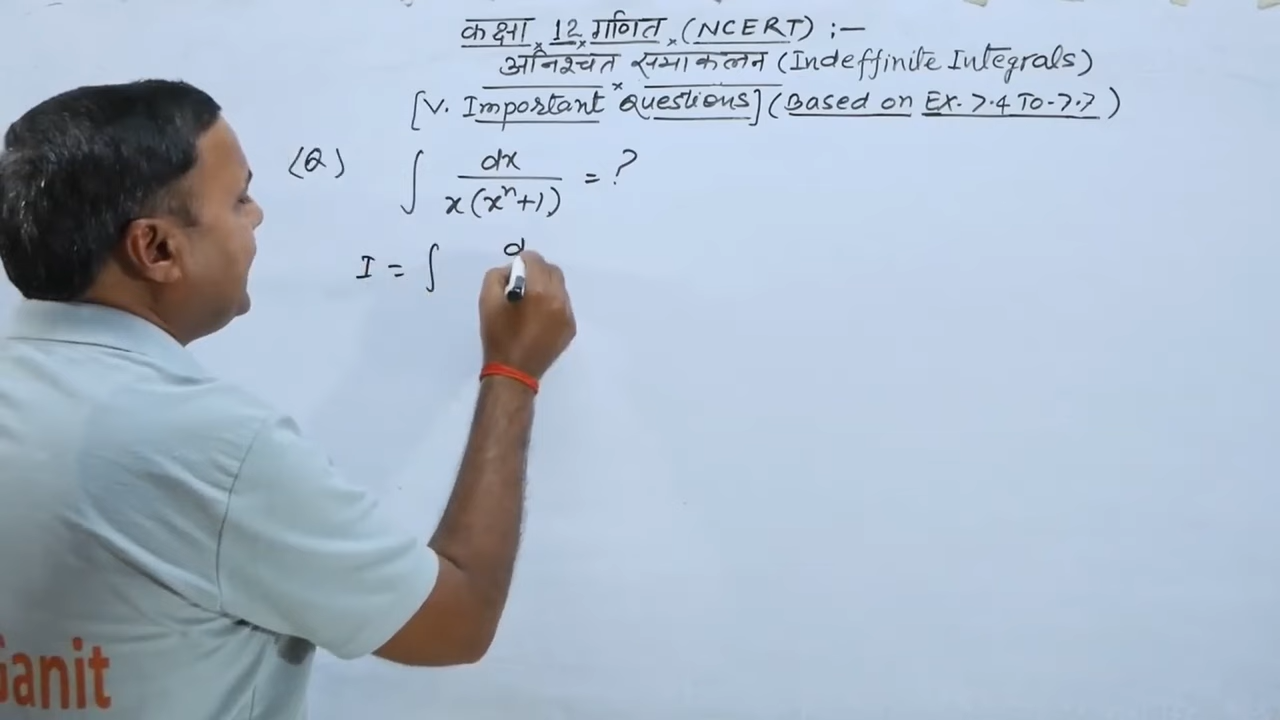 कक्षा 12 गणित (NCERT) :-
अनिश्चत समाकलन (Indeffinite Integrals)
[V. Important Questions] (Based on Ex. 7.4 To- 7.7)
(Q) ∫ dx / x(xⁿ+1) = ?
I = ∫ d
Ganit